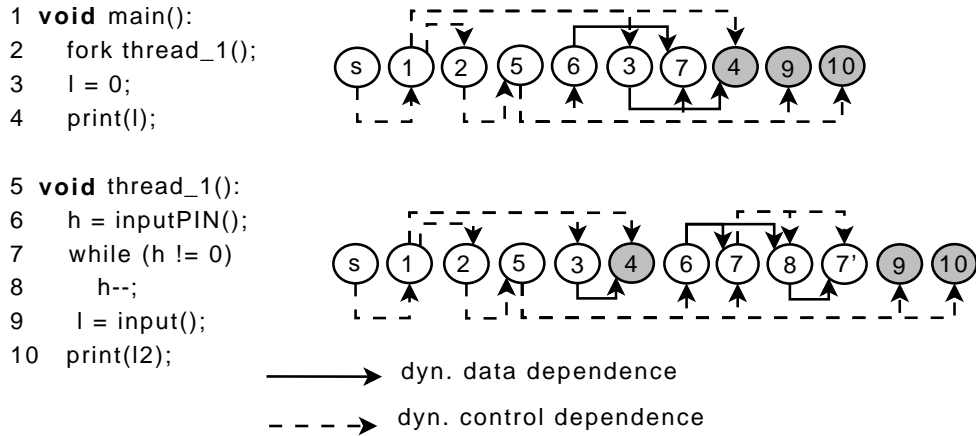 1 void main():
2 fork thread_1();
3 l = 0;
4 print(l);
5 void thread_1():
6 h = inputPIN();
7 while (h != 0)
8 h--;
9 l = input();
10 print(l2);
s 1 2 5 6 3 7 4 9 10
s 1 2 5 3 4 6 7 8 7' 9 10
dyn. data dependence
dyn. control dependence